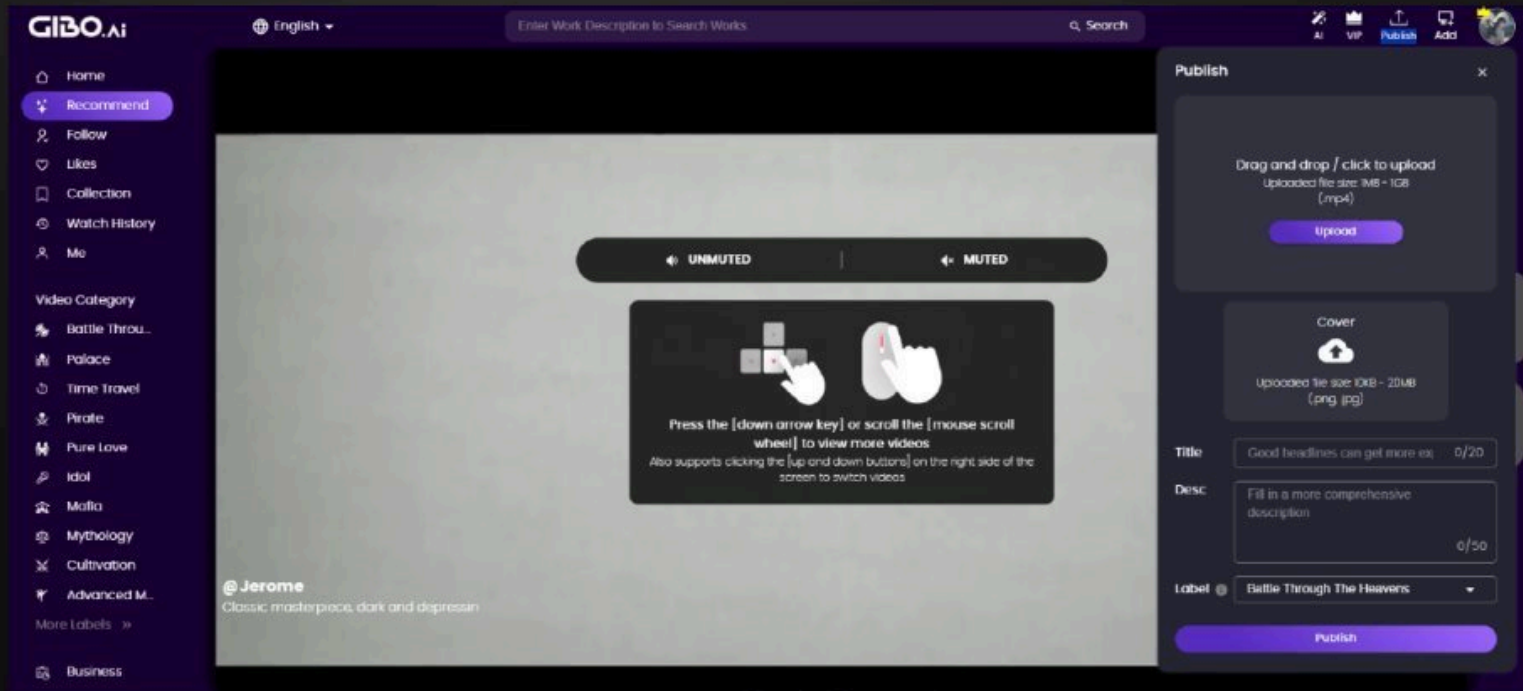 GIBO.Ai
English
Enter Work Description to Search Works
Search
AI
VIP
Publish
Add
Home
Recommend
Follow
Likes
Collection
Watch History
Me
Video Category
Battle Throu...
Palace
Time Travel
Pirate
Pure Love
Idol
Mafia
Mythology
Cultivation
Advanced M...
More Labels »
Business
UNMUTED | MUTED
Press the [down arrow key] or scroll the [mouse scroll
wheel] to view more videos
Also supports clicking the [up and down buttons] on the right side of the
screen to switch videos
@Jerome
Classic masterpiece, dark and depressin
Publish
Drag and drop / click to upload
Uploaded file size: 1MB - 1GB
(.mp4)
Upload
Cover
Uploaded file size: 10KB - 20MB
(.png, .jpg)
Title
Good headlines can get more ex
0/20
Desc
Fill in a more comprehensive
description
0/50
Label
Battle Through The Heavens
Publish